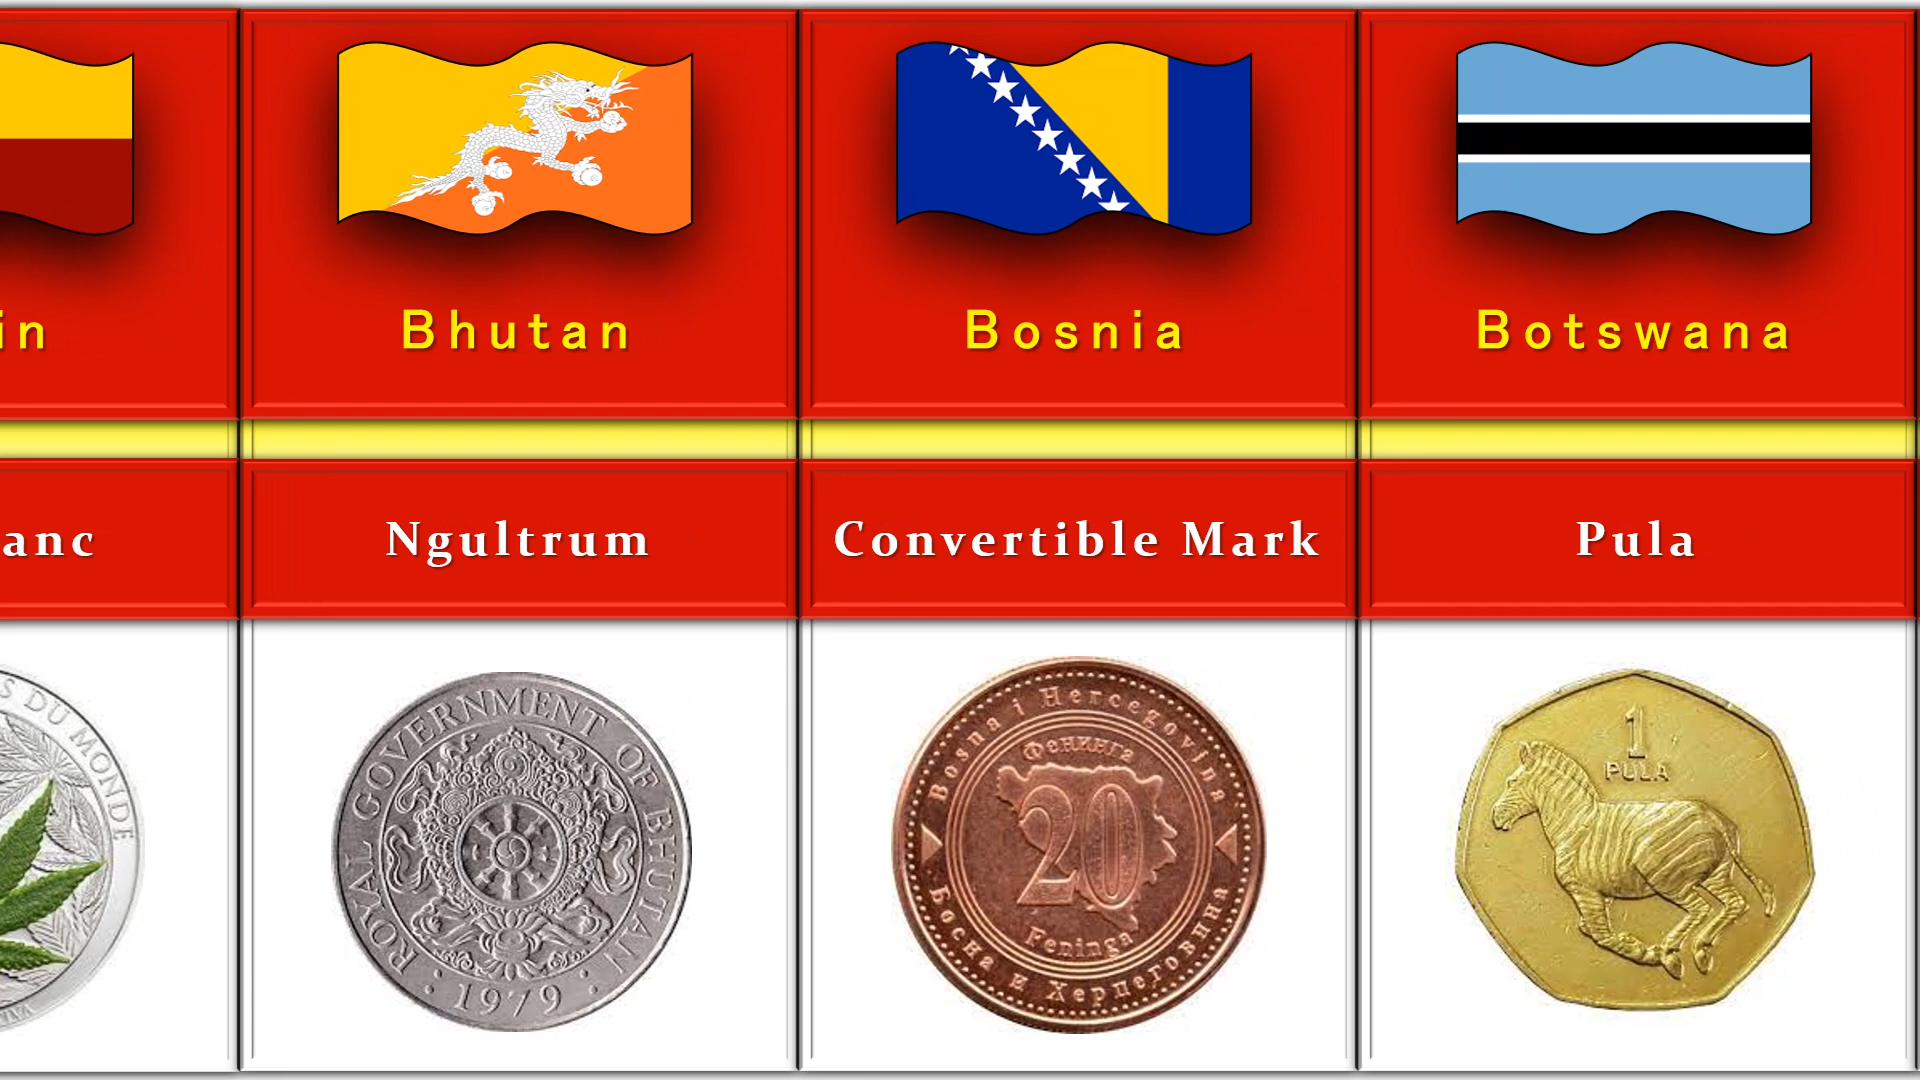 in
Bhutan
Bosnia
Botswana
anc
Ngultrum
Convertible Mark
Pula
S DU MONDE
ROYAL GOVERNMENT OF BHUTAN
1979
Bosna i Hercegovina
Фенинга
20
Feninga
Босна и Херцеговина
1
PULA